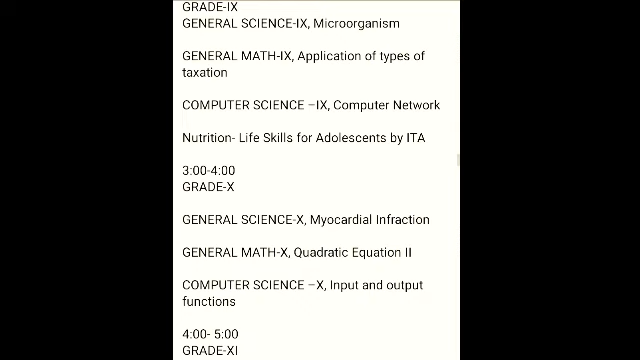 GRADE-IX
GENERAL SCIENCE-IX, Microorganism
GENERAL MATH-IX, Application of types of
taxation
COMPUTER SCIENCE –IX, Computer Network
Nutrition- Life Skills for Adolescents by ITA
3:00-4:00
GRADE-X
GENERAL SCIENCE-X, Myocardial Infraction
GENERAL MATH-X, Quadratic Equation II
COMPUTER SCIENCE –X, Input and output
functions
4:00- 5:00
GRADE-XI